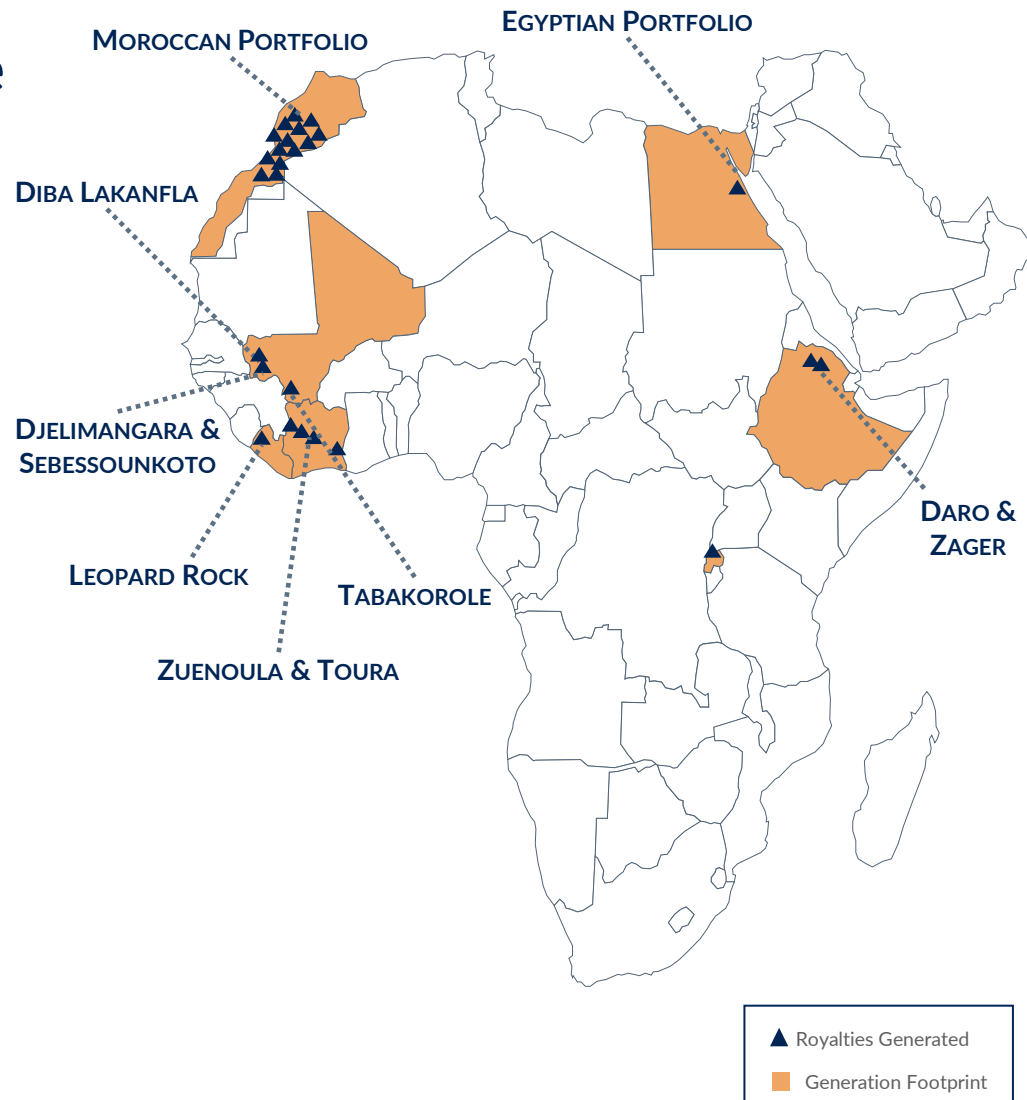 EGYPTIAN PORTFOLIO
MOROCCAN PORTFOLIO
e
DIBA LAKANFLA
DJELIMANGARA &
SEBESSOUNKOTO
DARO &
ZAGER
LEOPARD ROCK
TABAKOROLE
ZUENOULA & TOURA
Royalties Generated
Generation Footprint